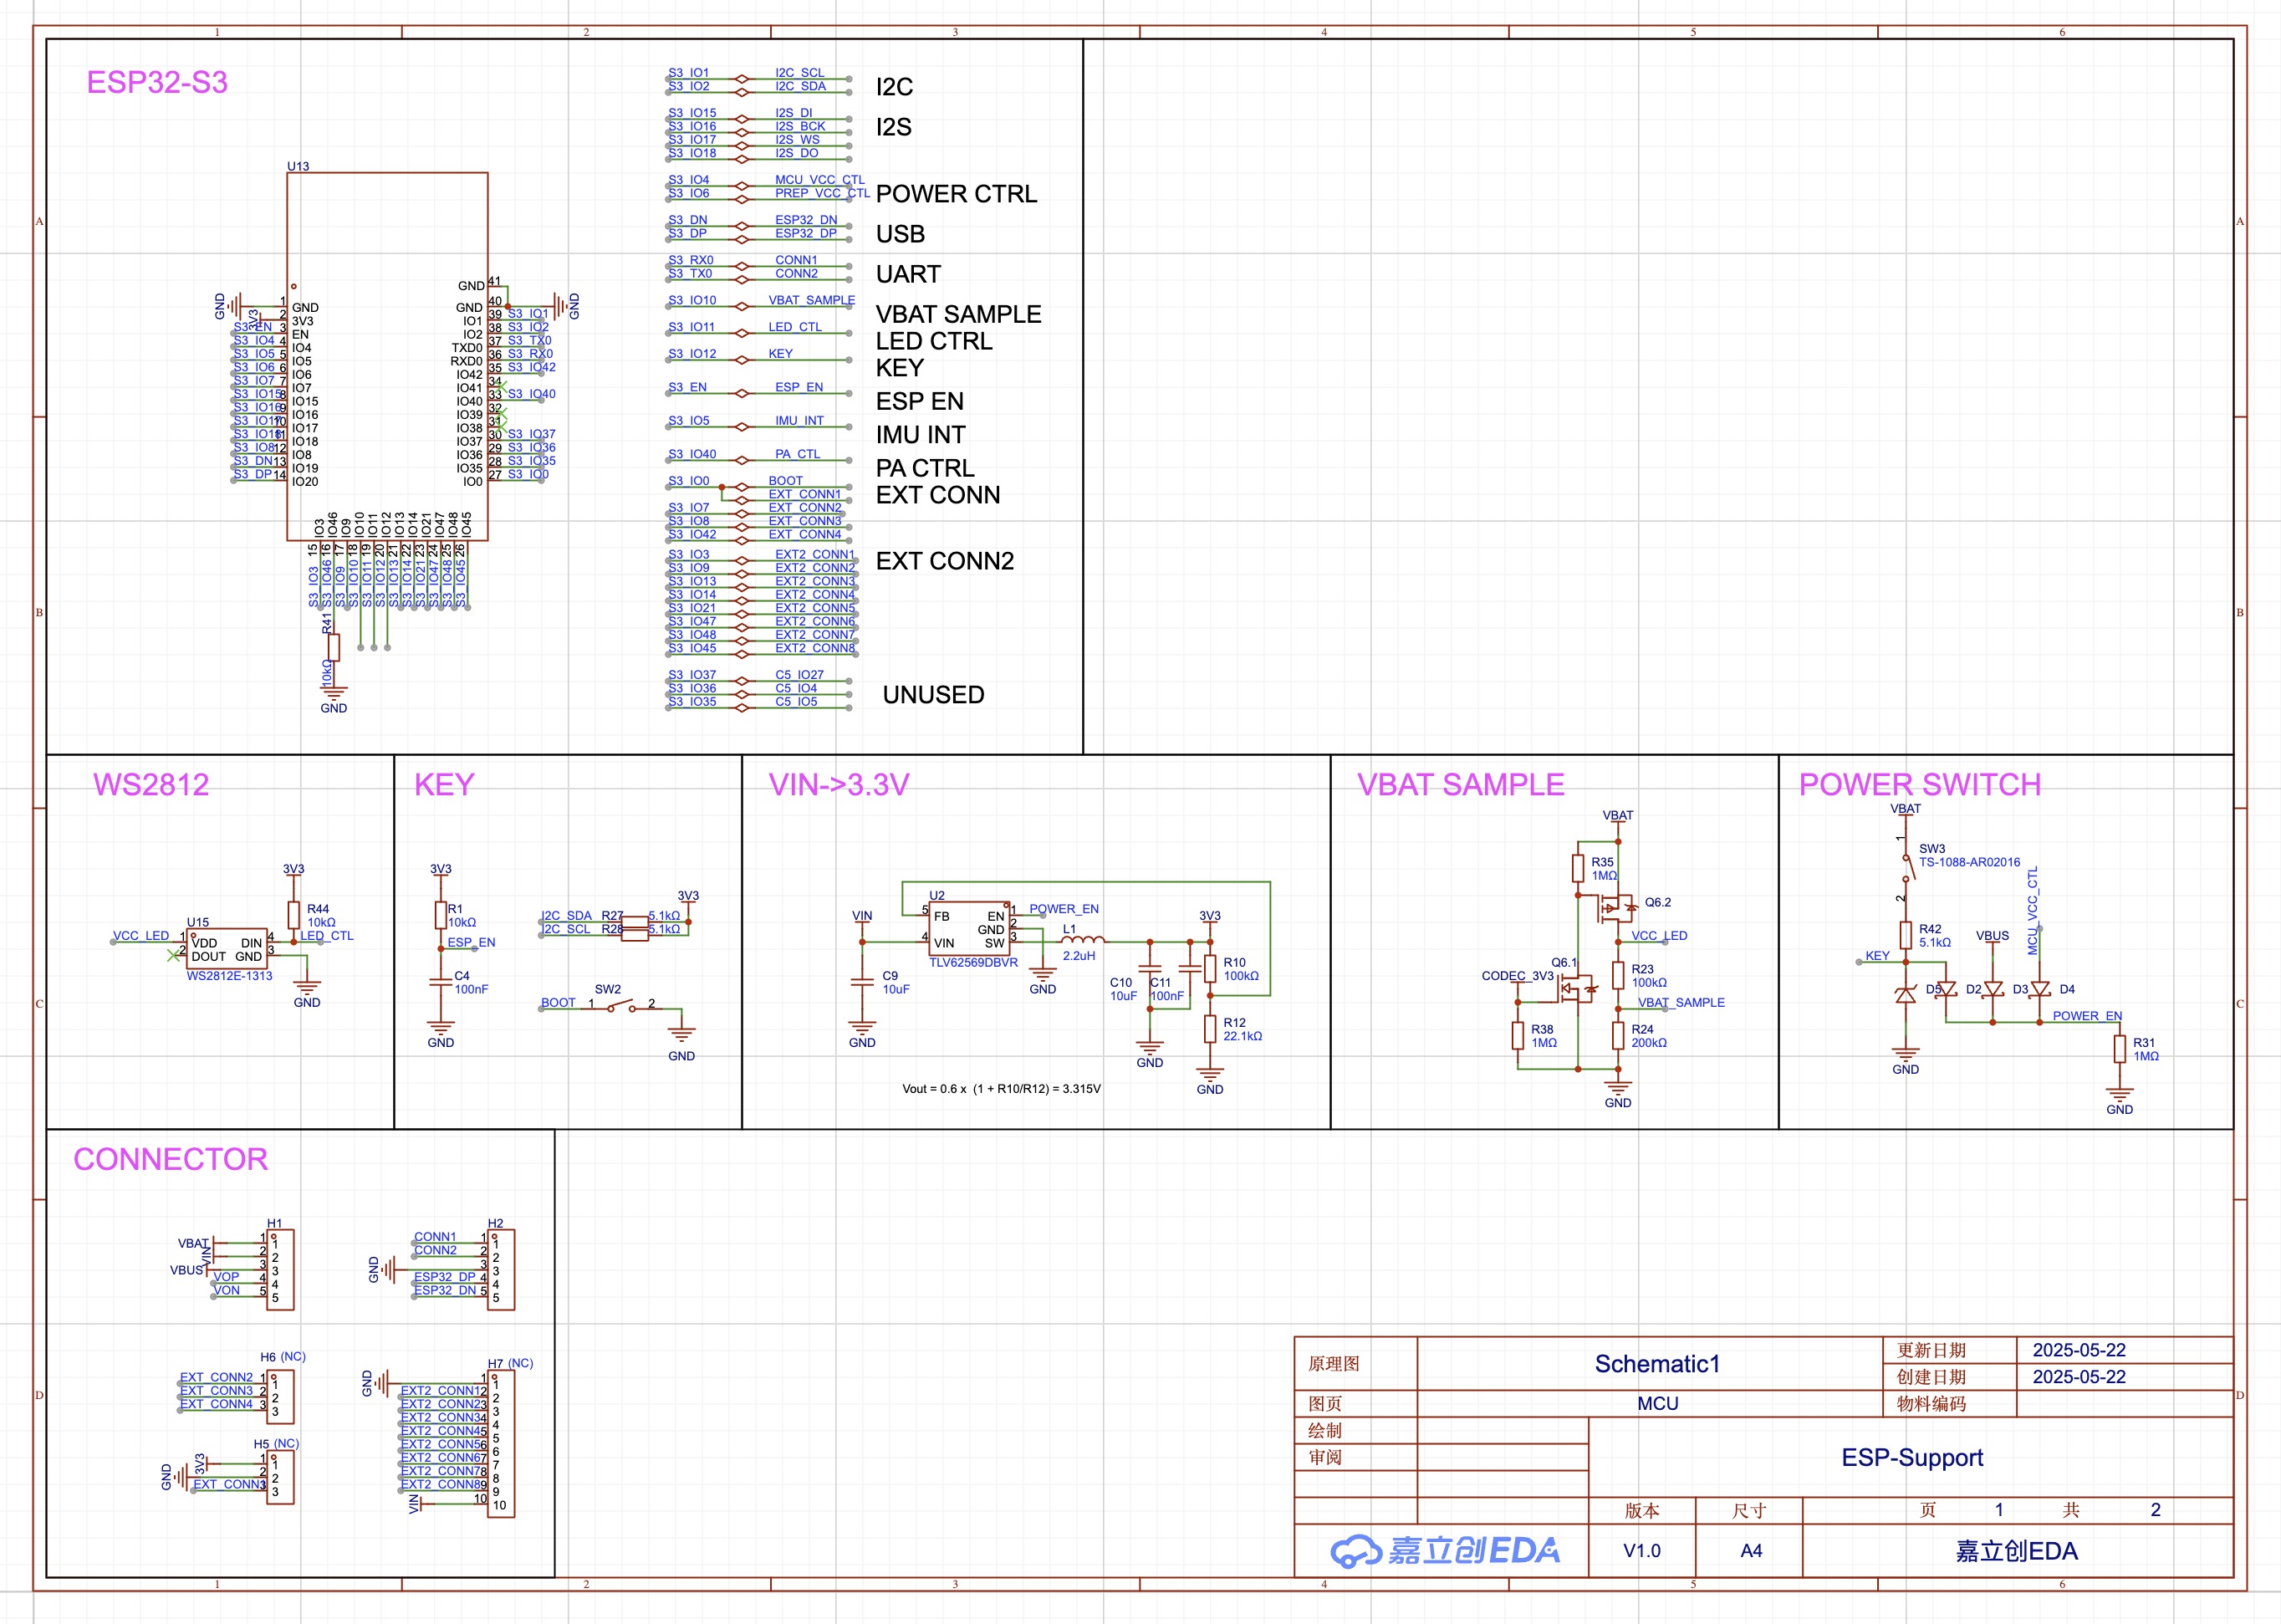 1 2 3 4 5 6
ESP32-S3
U13
GND 1 GND
3V3 2 3V3
S3_EN 3 EN
S3_IO4 4 IO4
S3_IO5 5 IO5
S3_IO6 6 IO6
S3_IO7 7 IO7
S3_IO15 8 IO15
S3_IO16 9 IO16
S3_IO17 10 IO17
S3_IO18 11 IO18
S3_IO8 12 IO8
S3_DN 13 IO19
S3_DP 14 IO20
GND 41
GND 40 GND
IO1 39 S3_IO1
IO2 38 S3_IO2
TXD0 37 S3_TX0
RXD0 36 S3_RX0
IO42 35 S3_IO42
IO41 34
IO40 33 S3_IO40
IO39 32
IO38 31
IO37 30 S3_IO37
IO36 29 S3_IO36
IO35 28 S3_IO35
IO0 27 S3_IO0
IO3 15 S3_IO3
IO46 16 S3_IO46
IO9 17 S3_IO9
IO10 18 S3_IO10
IO11 19 S3_IO11
IO12 20 S3_IO12
IO13 21 S3_IO13
IO14 22 S3_IO14
IO21 23 S3_IO21
IO47 24 S3_IO47
IO48 25 S3_IO48
IO45 26 S3_IO45
R41
10kΩ
GND
S3_IO1 I2C_SCL
S3_IO2 I2C_SDA
I2C
S3_IO15 I2S_DI
S3_IO16 I2S_BCK
S3_IO17 I2S_WS
S3_IO18 I2S_DO
I2S
S3_IO4 MCU_VCC_CTL
S3_IO6 PREP_VCC_CTL
POWER CTRL
S3_DN ESP32_DN
S3_DP ESP32_DP
USB
S3_RX0 CONN1
S3_TX0 CONN2
UART
S3_IO10 VBAT_SAMPLE
VBAT SAMPLE
S3_IO11 LED_CTL
LED CTRL
S3_IO12 KEY
KEY
S3_EN ESP_EN
ESP EN
S3_IO5 IMU_INT
IMU INT
S3_IO40 PA_CTL
PA CTRL
S3_IO0 BOOT
EXT_CONN1
EXT CONN
S3_IO7 EXT_CONN2
S3_IO8 EXT_CONN3
S3_IO42 EXT_CONN4
S3_IO3 EXT2_CONN1
EXT CONN2
S3_IO9 EXT2_CONN2
S3_IO13 EXT2_CONN3
S3_IO14 EXT2_CONN4
S3_IO21 EXT2_CONN5
S3_IO47 EXT2_CONN6
S3_IO48 EXT2_CONN7
S3_IO45 EXT2_CONN8
S3_IO37 C5_IO27
S3_IO36 C5_IO4
S3_IO35 C5_IO5
UNUSED
A A
B B
WS2812
3V3
R44
10kΩ
U15
VCC_LED 1 VDD DIN 4 LED_CTL
2 DOUT GND 3
WS2812E-1313
GND
KEY
3V3
R1
10kΩ
ESP_EN
C4
100nF
GND
3V3
I2C_SDA R27 5.1kΩ
I2C_SCL R28 5.1kΩ
SW2
BOOT 1 2
GND
VIN->3.3V
U2
VIN 5 FB EN 1 POWER_EN
GND 2
4 VIN SW 3
TLV62569DBVR
C9
10uF
GND
GND
L1
2.2uH
3V3
C10
10uF
C11
100nF
GND
R10
100kΩ
R12
22.1kΩ
GND
Vout = 0.6 x (1 + R10/R12) = 3.315V
VBAT SAMPLE
VBAT
R35
1MΩ
Q6.2
VCC_LED
Q6.1
CODEC_3V3
R23
100kΩ
VBAT_SAMPLE
R38
1MΩ
R24
200kΩ
GND
POWER SWITCH
VBAT
1
SW3
TS-1088-AR02016
2
R42
5.1kΩ
VBUS
MCU_VCC_CTL
KEY
D5 D2 D3 D4
POWER_EN
GND
R31
1MΩ
GND
C C
CONNECTOR
H1
VBAT 1 1
VIN 2 2
VBUS 3 3
VOP 4 4
VON 5 5
H2
CONN1 1 1
CONN2 2 2
GND 3 3
ESP32_DP 4 4
ESP32_DN 5 5
H6 (NC)
EXT_CONN2 1 1
EXT_CONN3 2 2
EXT_CONN4 3 3
H5 (NC)
3V3 1 1
GND 2 2
EXT_CONN1 3 3
H7 (NC)
GND 1 1
EXT2_CONN1 2 2
EXT2_CONN2 3 3
EXT2_CONN3 4 4
EXT2_CONN4 5 5
EXT2_CONN5 6 6
EXT2_CONN6 7 7
EXT2_CONN7 8 8
EXT2_CONN8 9 9
VIN 10 10
D D
原理图 Schematic1 更新日期 2025-05-22
创建日期 2025-05-22
图页 MCU 物料编码
绘制
审阅
ESP-Support
版本 尺寸 页 1 共 2
嘉立创EDA V1.0 A4 嘉立创EDA
1 2 3 4 5 6